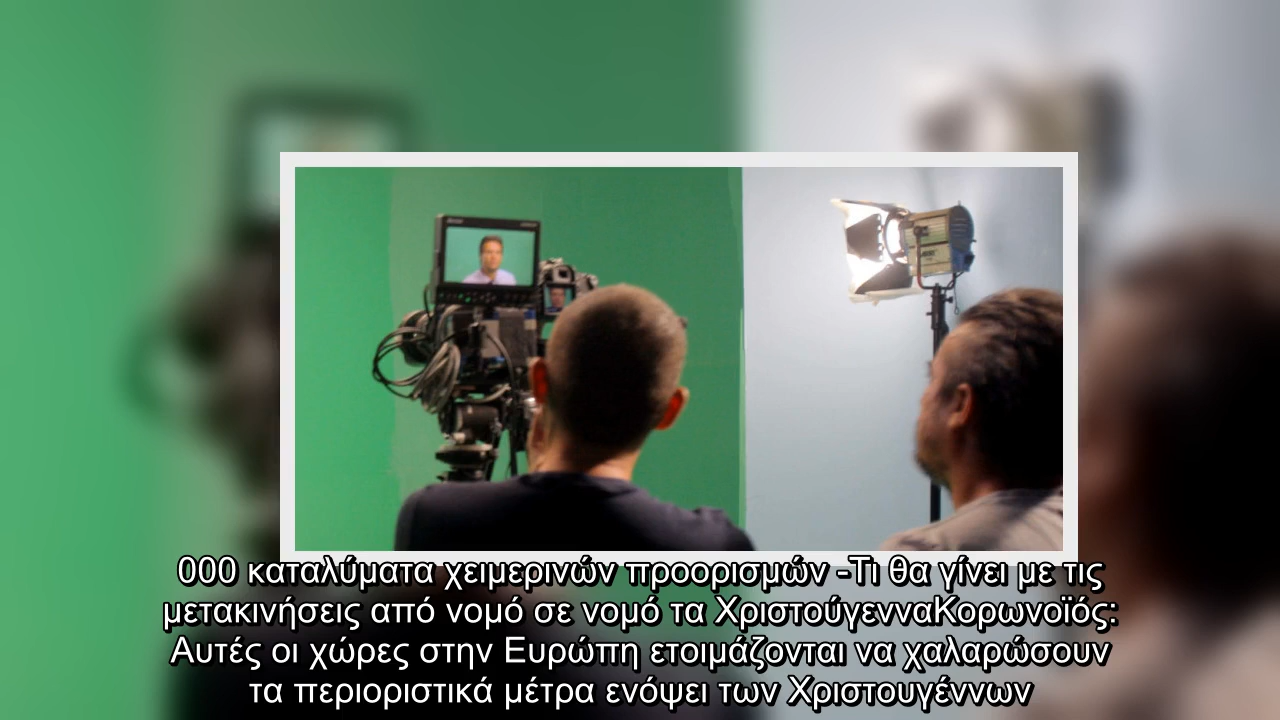 000 καταλύματα χειμερινών προορισμών -Τι θα γίνει με τις
μετακινήσεις από νομό σε νομό τα ΧριστούγενναΚορωνοϊός:
Αυτές οι χώρες στην Ευρώπη ετοιμάζονται να χαλαρώσουν
τα περιοριστικά μέτρα ενόψει των Χριστουγέννων